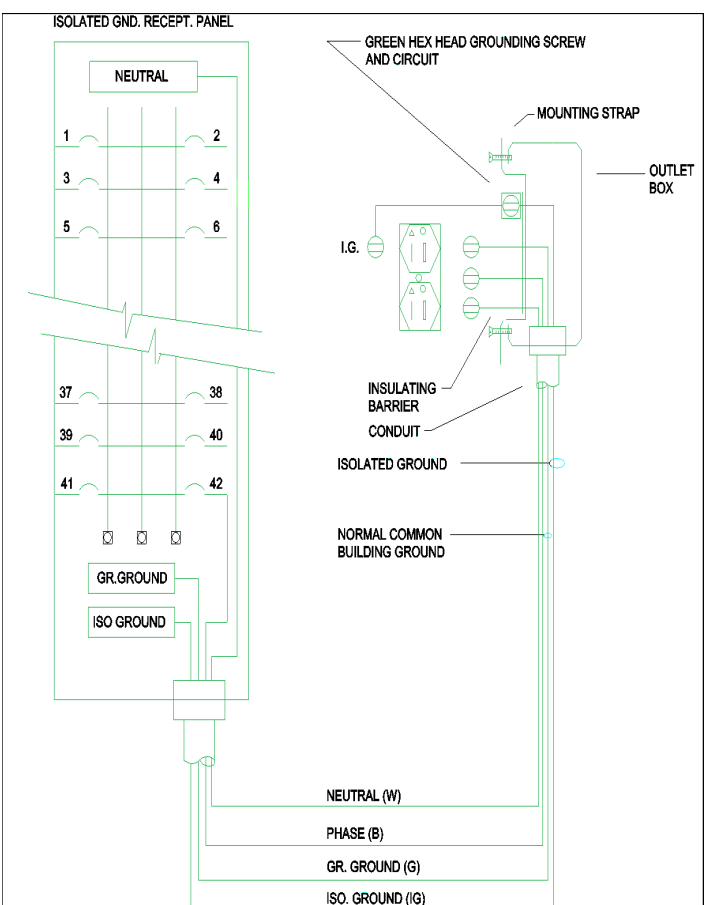 ISOLATED GND. RECEPT. PANEL
NEUTRAL
1
2
3
4
5
6
37
38
39
40
41
42
GR.GROUND
ISO GROUND
GREEN HEX HEAD GROUNDING SCREW
AND CIRCUIT
MOUNTING STRAP
OUTLET
BOX
I.G.
INSULATING
BARRIER
CONDUIT
ISOLATED GROUND
NORMAL COMMON
BUILDING GROUND
NEUTRAL (W)
PHASE (B)
GR. GROUND (G)
ISO. GROUND (IG)